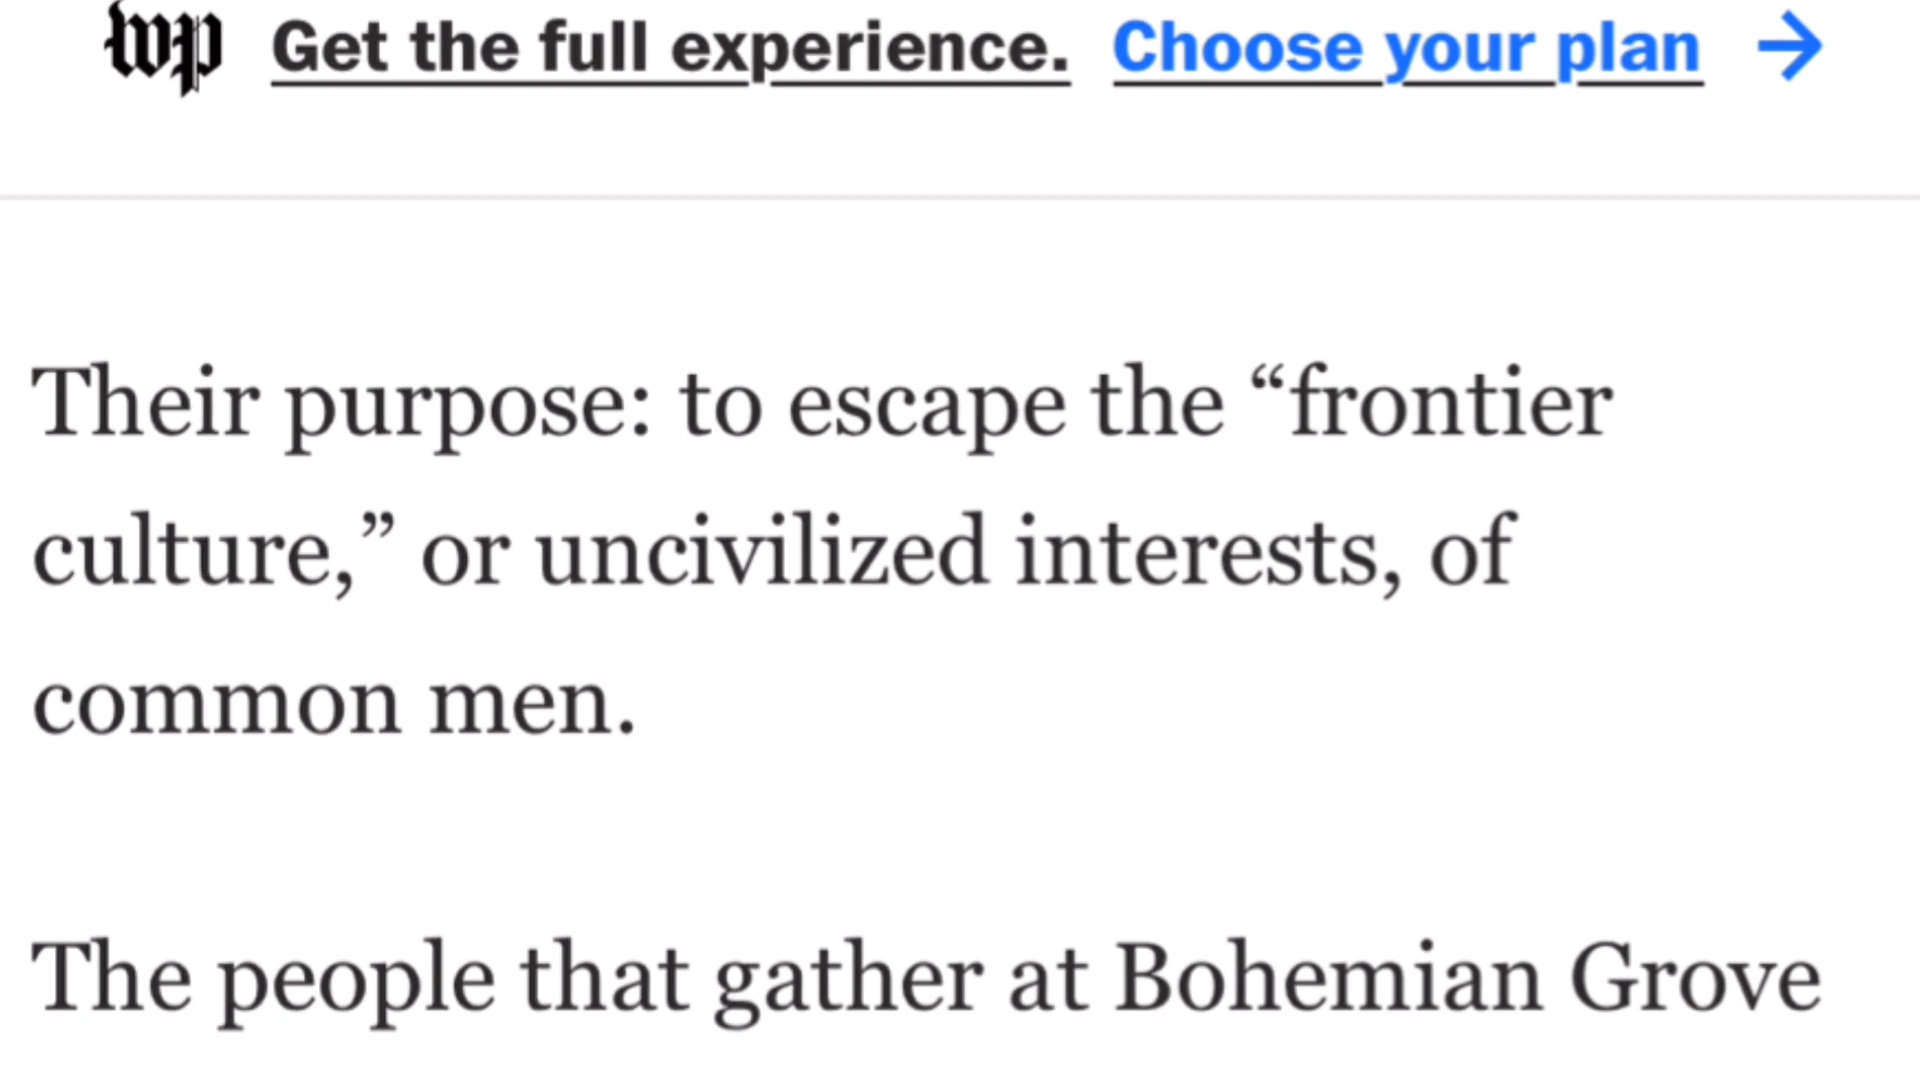 wp Get the full experience. Choose your plan →
Their purpose: to escape the “frontier
culture,” or uncivilized interests, of
common men.
The people that gather at Bohemian Grove